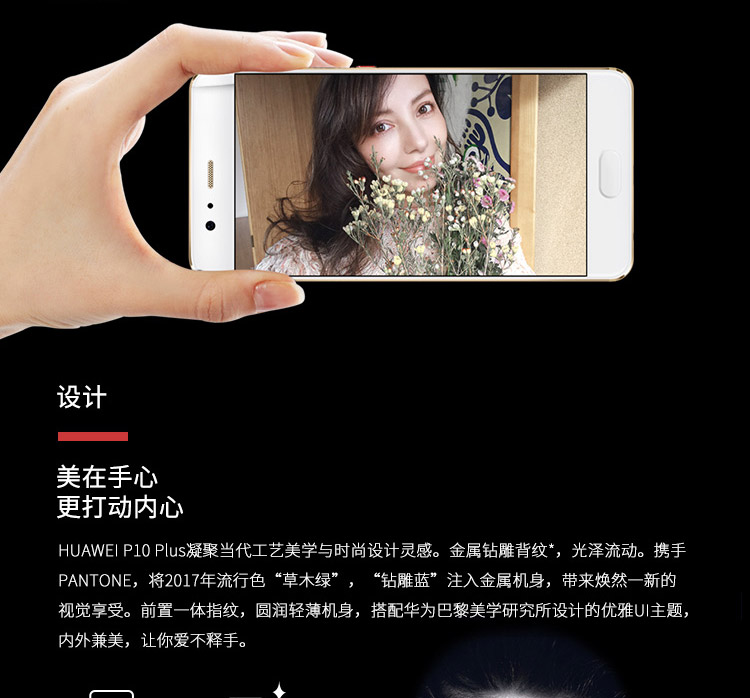 设计
美在手心
更打动内心
HUAWEI P10 Plus凝聚当代工艺美学与时尚设计灵感。金属钻雕背纹*，光泽流动。携手
PANTONE，将2017年流行色“草木绿”，“钻雕蓝”注入金属机身，带来焕然一新的
视觉享受。前置一体指纹，圆润轻薄机身，搭配华为巴黎美学研究所设计的优雅UI主题，
内外兼美，让你爱不释手。